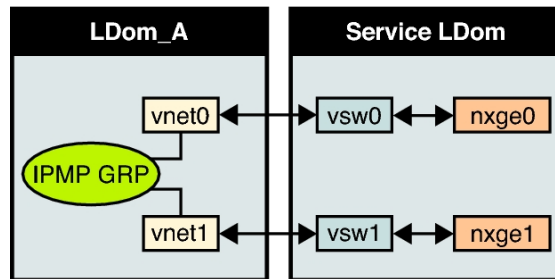 LDom_A
Service LDom
vnet0
vsw0
nxge0
IPMP GRP
vnet1
vsw1
nxge1